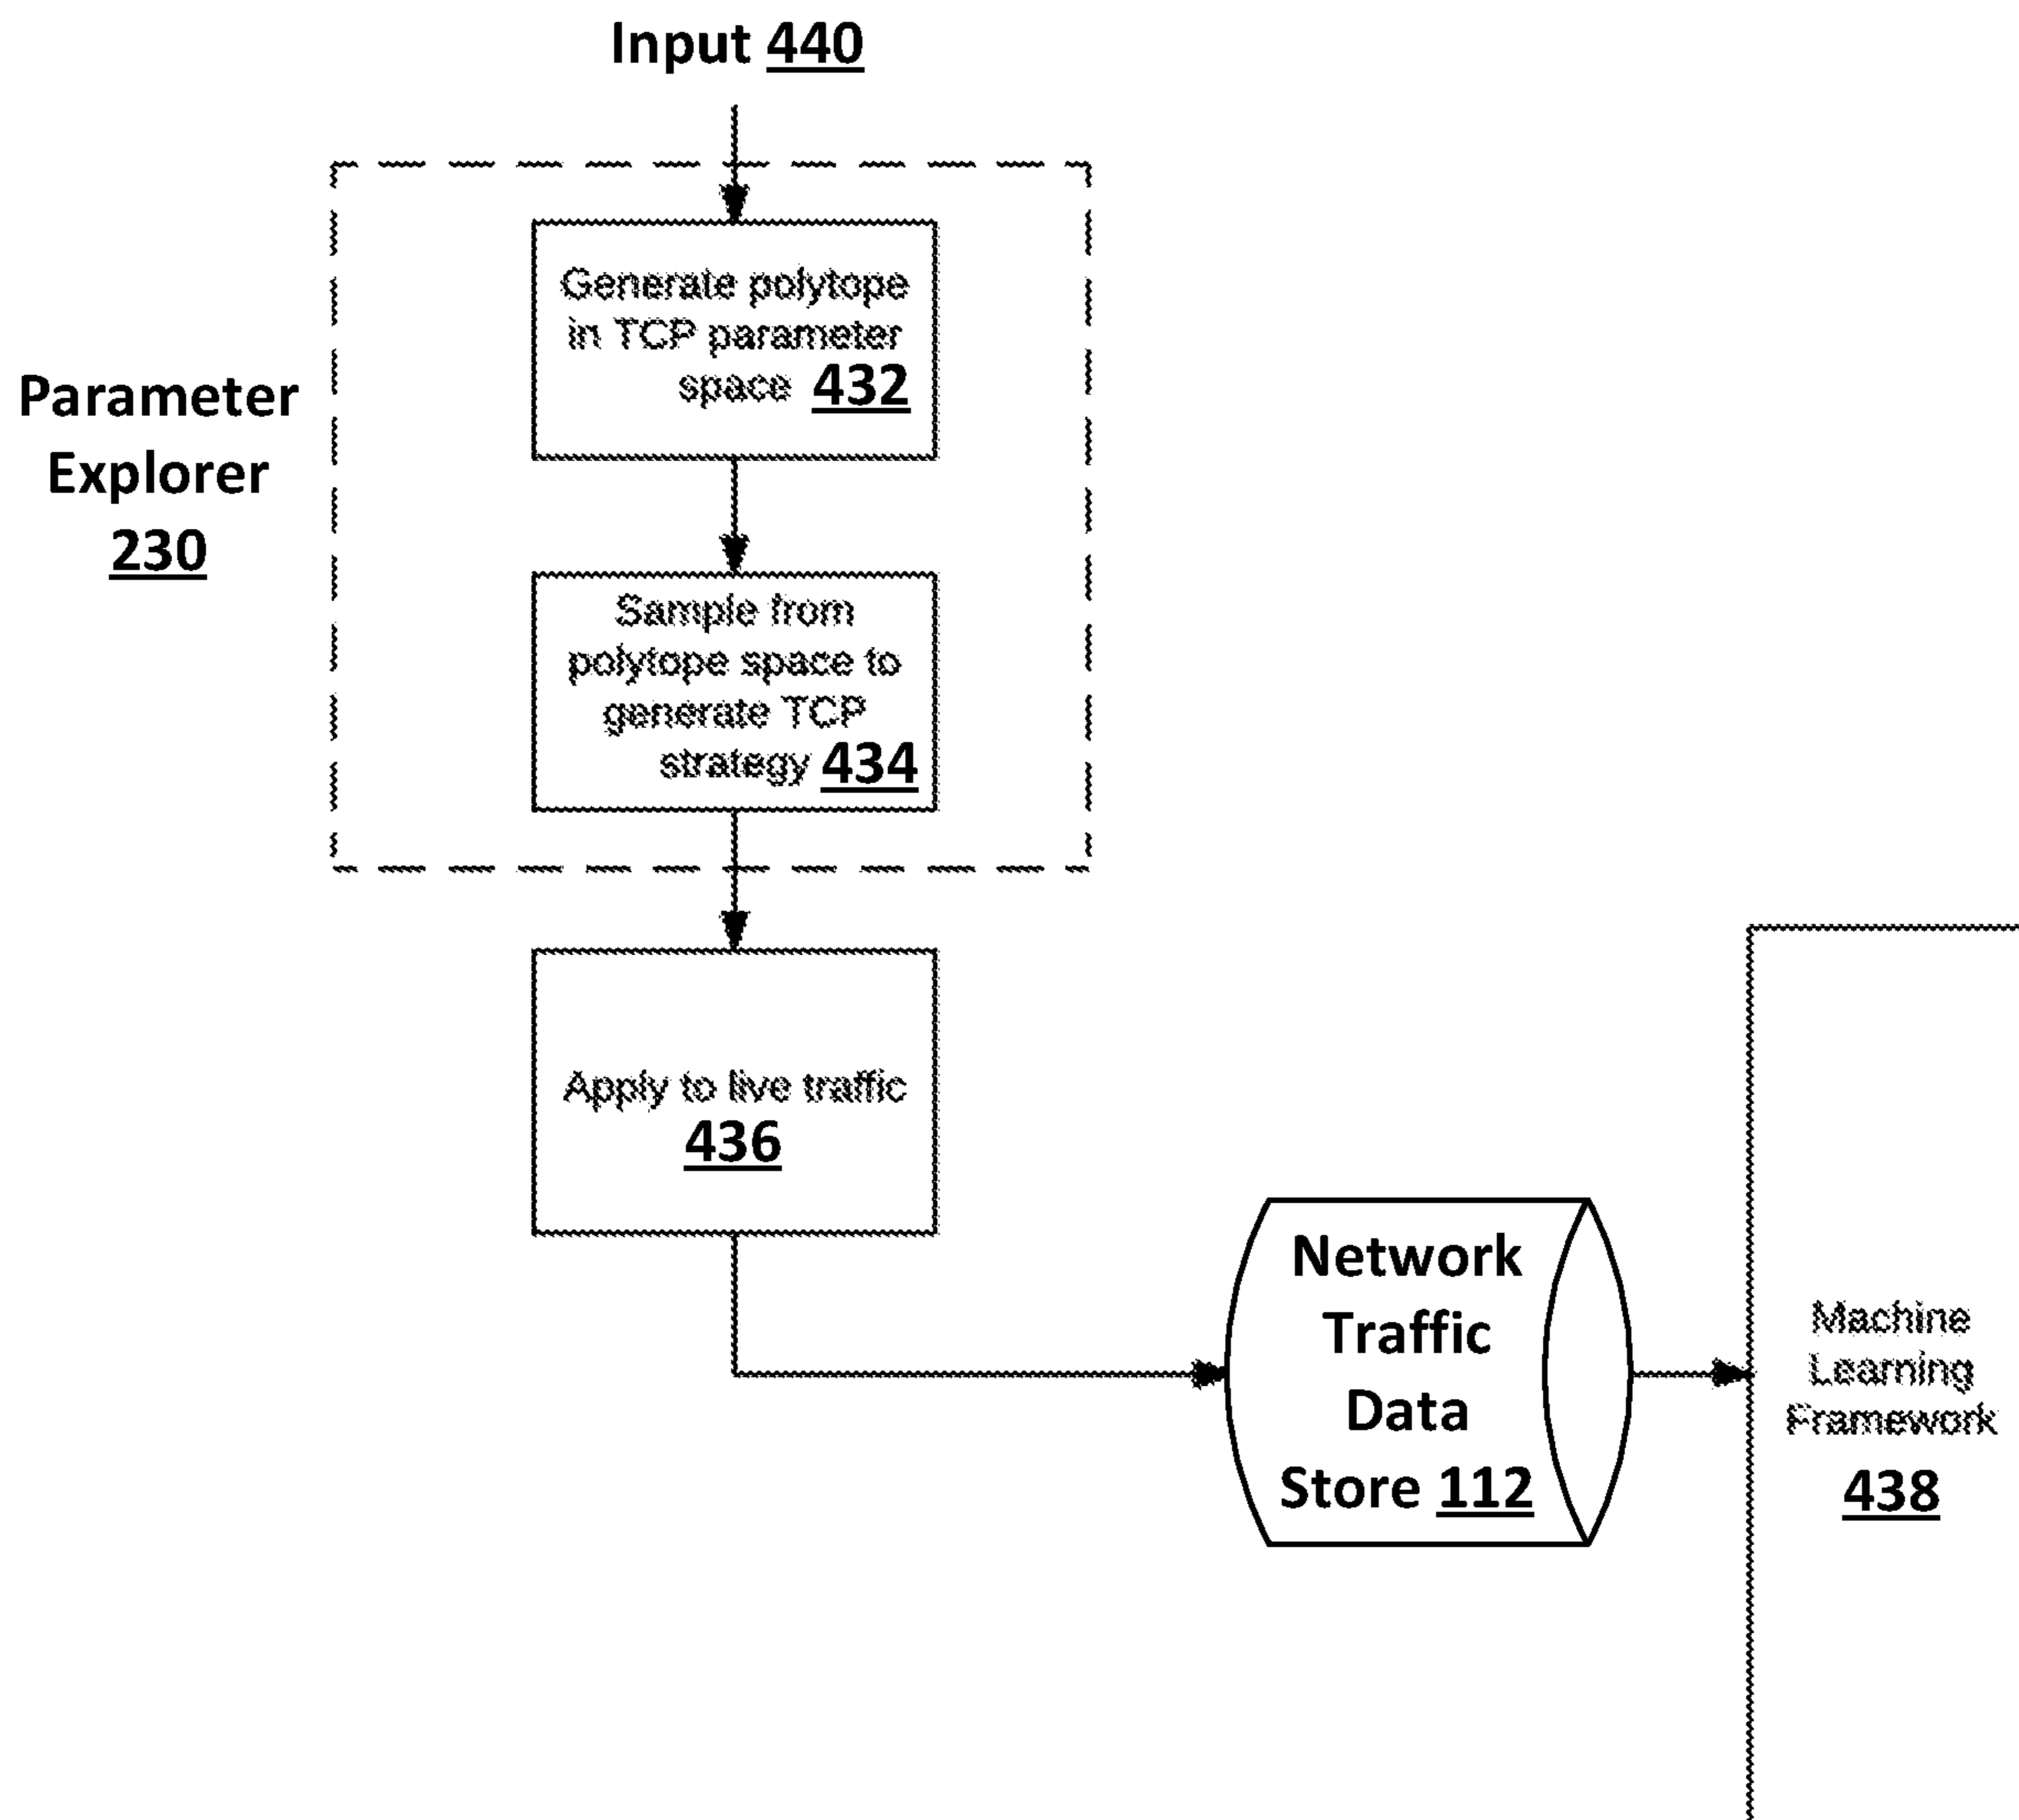 Input 440
Parameter
Explorer
230
Generate polytope
in TCP parameter
space 432
Sample from
polytope space to
generate TCP
strategy 434
Apply to live traffic
436
Network
Traffic
Data
Store 112
Machine
Learning
Framework
438